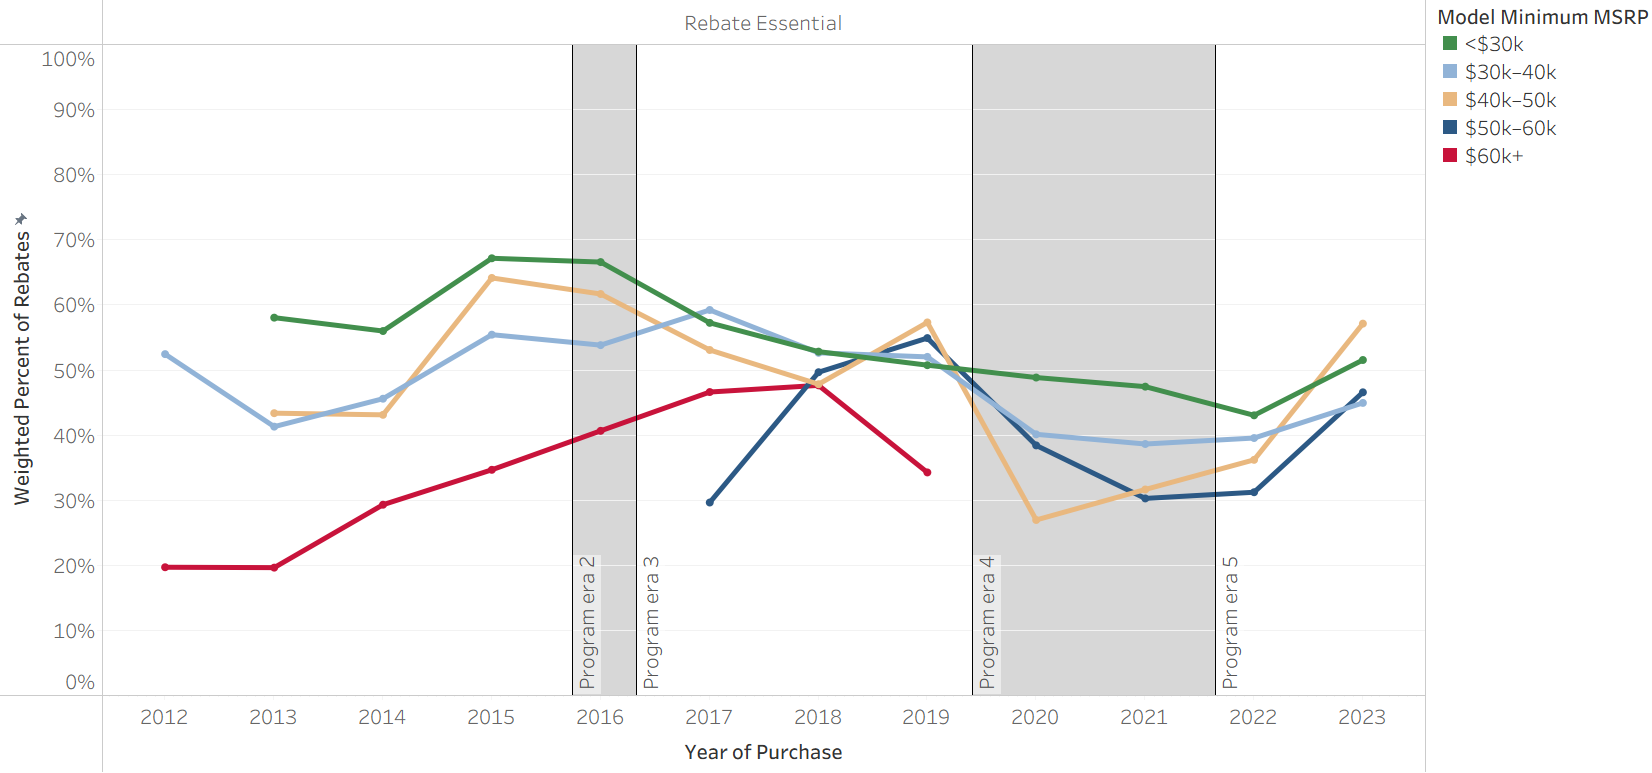 Rebate Essential
Model Minimum MSRP
<$30k
$30k–40k
$40k–50k
$50k–60k
$60k+
Weighted Percent of Rebates
100%
90%
80%
70%
60%
50%
40%
30%
20%
10%
0%
Program era 2
Program era 3
Program era 4
Program era 5
2012
2013
2014
2015
2016
2017
2018
2019
2020
2021
2022
2023
Year of Purchase